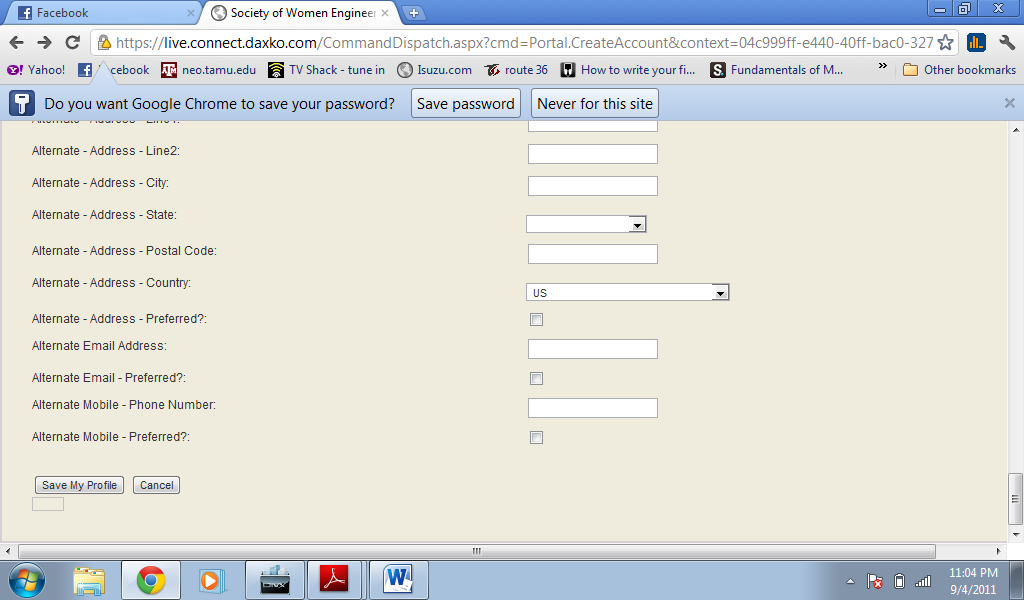 Facebook
Society of Women Engineer
https://live.connect.daxko.com/CommandDispatch.aspx?cmd=Portal.CreateAccount&context=04c999ff-e440-40ff-bac0-327
Yahoo! cebook neo.tamu.edu TV Shack - tune in Isuzu.com route 36 How to write your fi... Fundamentals of M... » Other bookmarks
Do you want Google Chrome to save your password? Save password Never for this site
Alternate - Address - Line1:
Alternate - Address - Line2:
Alternate - Address - City:
Alternate - Address - State:
Alternate - Address - Postal Code:
Alternate - Address - Country: US
Alternate - Address - Preferred?:
Alternate Email Address:
Alternate Email - Preferred?:
Alternate Mobile - Phone Number:
Alternate Mobile - Preferred?:
Save My Profile Cancel
11:04 PM
9/4/2011